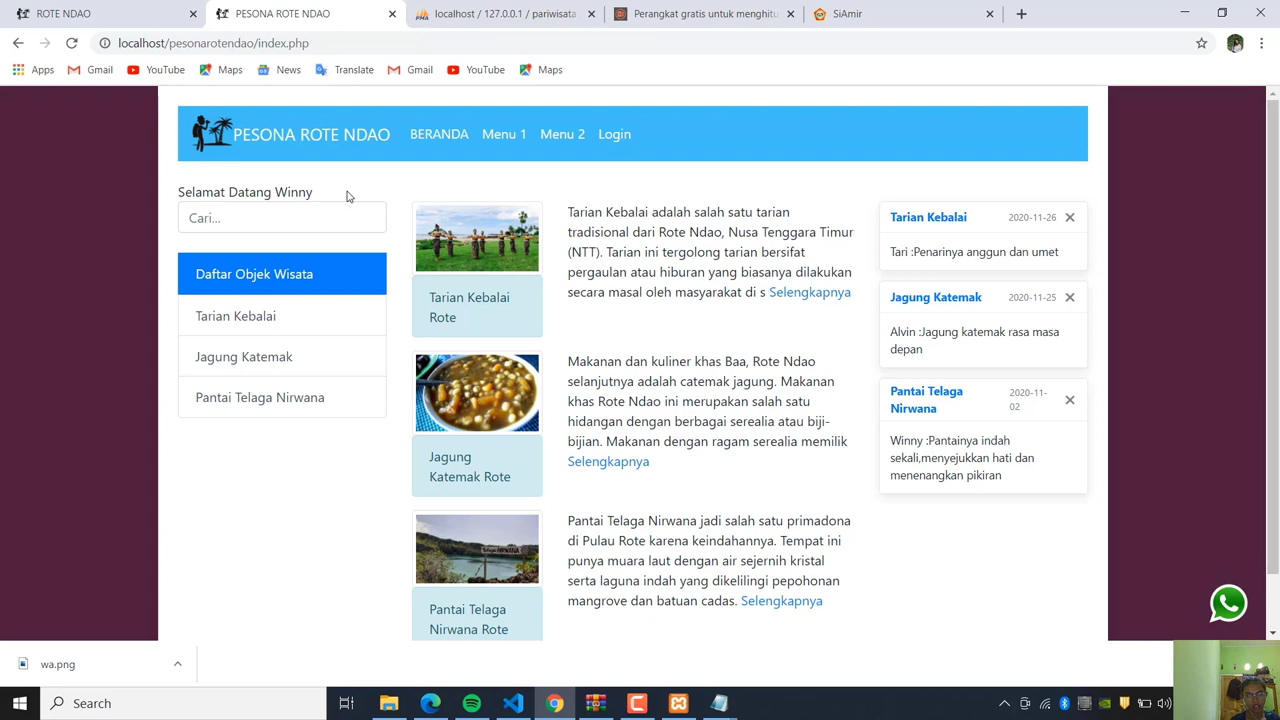 ROTE NDAO
PESONA ROTE NDAO
localhost / 127.0.0.1 / pariwisata
Perangkat gratis untuk menghitu
SiAmir
localhost/pesonarotendao/index.php
Apps
Gmail
YouTube
Maps
News
Translate
Gmail
YouTube
Maps
PESONA ROTE NDAO
BERANDA
Menu 1
Menu 2
Login
Selamat Datang Winny
Cari...
Daftar Objek Wisata
Tarian Kebalai
Jagung Katemak
Pantai Telaga Nirwana
Tarian Kebalai
Rote
Tarian Kebalai adalah salah satu tarian
tradisional dari Rote Ndao, Nusa Tenggara Timur
(NTT). Tarian ini tergolong tarian bersifat
pergaulan atau hiburan yang biasanya dilakukan
secara masal oleh masyarakat di s Selengkapnya
Jagung
Katemak Rote
Makanan dan kuliner khas Baa, Rote Ndao
selanjutnya adalah catemak jagung. Makanan
khas Rote Ndao ini merupakan salah satu
hidangan dengan berbagai serealia atau biji-
bijian. Makanan dengan ragam serealia memilik
Selengkapnya
Pantai Telaga
Nirwana Rote
Pantai Telaga Nirwana jadi salah satu primadona
di Pulau Rote karena keindahannya. Tempat ini
punya muara laut dengan air sejernih kristal
serta laguna indah yang dikelilingi pepohonan
mangrove dan batuan cadas. Selengkapnya
Tarian Kebalai
2020-11-26
Tari :Penarinya anggun dan umet
Jagung Katemak
2020-11-25
Alvin :Jagung katemak rasa masa
depan
Pantai Telaga
Nirwana
2020-11-
02
Winny :Pantainya indah
sekali,menyejukkan hati dan
menenangkan pikiran
wa.png
Search